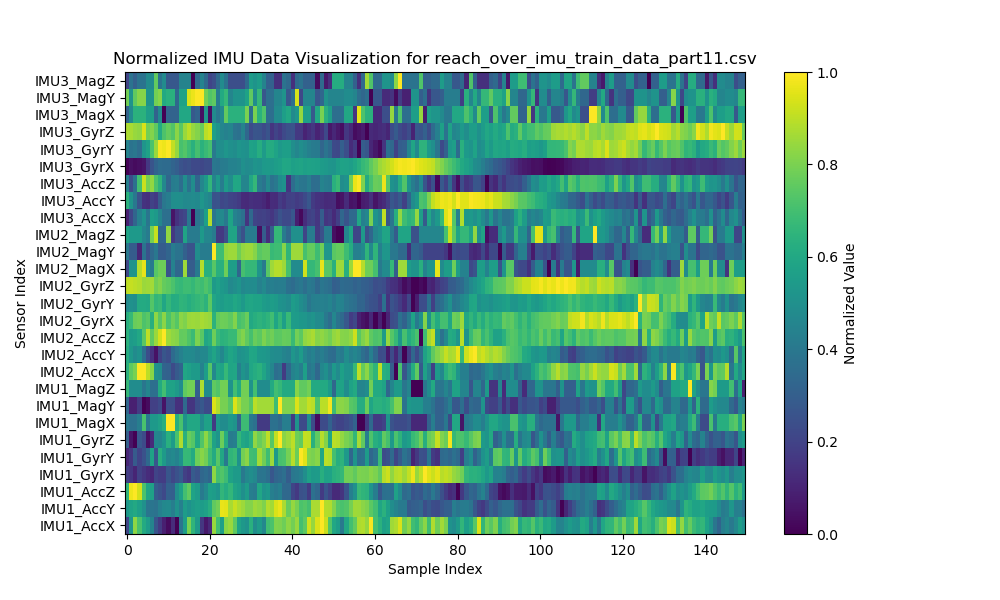 Normalized IMU Data Visualization for reach_over_imu_train_data_part11.csv
Sensor Index
IMU3_MagZ
IMU3_MagY
IMU3_MagX
IMU3_GyrZ
IMU3_GyrY
IMU3_GyrX
IMU3_AccZ
IMU3_AccY
IMU3_AccX
IMU2_MagZ
IMU2_MagY
IMU2_MagX
IMU2_GyrZ
IMU2_GyrY
IMU2_GyrX
IMU2_AccZ
IMU2_AccY
IMU2_AccX
IMU1_MagZ
IMU1_MagY
IMU1_MagX
IMU1_GyrZ
IMU1_GyrY
IMU1_GyrX
IMU1_AccZ
IMU1_AccY
IMU1_AccX
0 20 40 60 80 100 120 140
Sample Index
1.0
0.8
0.6
0.4
0.2
0.0
Normalized Value